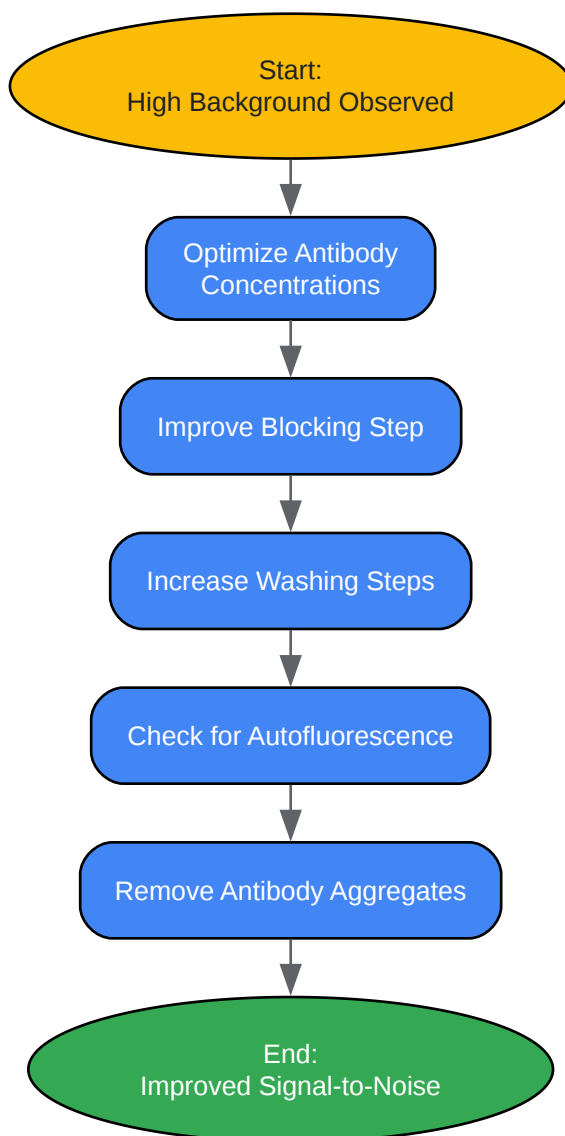 Start:
High Background Observed
Optimize Antibody
Concentrations
Improve Blocking Step
Increase Washing Steps
Check for Autofluorescence
Remove Antibody Aggregates
End:
Improved Signal-to-Noise